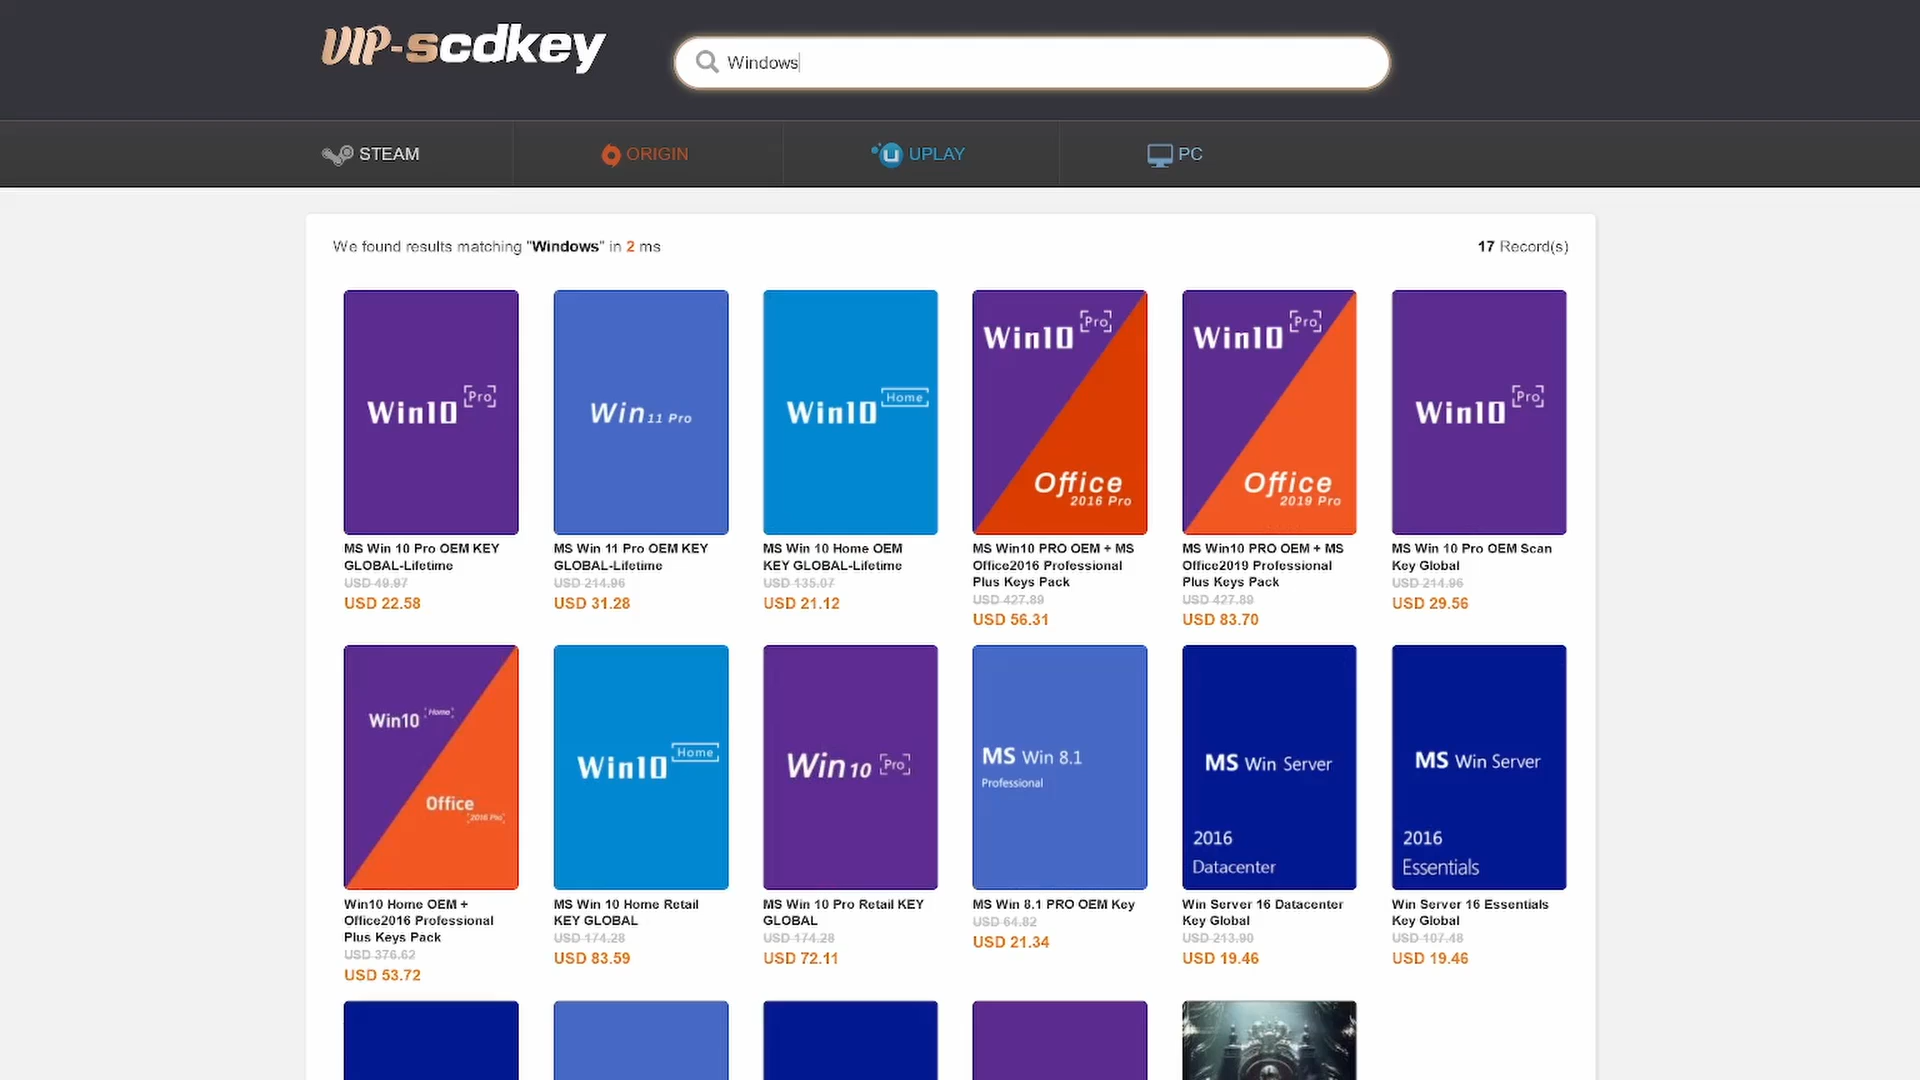 VIP-scdkey
Windows
STEAM
ORIGIN
UPLAY
PC
We found results matching "Windows" in 2 ms
17 Record(s)
Win10 Pro
Win 11 Pro
Win10 Home
Win10 Pro
Office
2016 Pro
Win10 Pro
Office
2019 Pro
Win10 Pro
MS Win 10 Pro OEM KEY
GLOBAL-Lifetime
USD 49.97
USD 22.58
MS Win 11 Pro OEM KEY
GLOBAL-Lifetime
USD 214.96
USD 31.28
MS Win 10 Home OEM
KEY GLOBAL-Lifetime
USD 135.07
USD 21.12
MS Win10 PRO OEM + MS
Office2016 Professional
Plus Keys Pack
USD 427.89
USD 56.31
MS Win10 PRO OEM + MS
Office2019 Professional
Plus Keys Pack
USD 427.89
USD 83.70
MS Win 10 Pro OEM Scan
Key Global
USD 214.96
USD 29.56
Win10 Home
Office
2016 Pro
Win10 Home
Win 10 Pro
MS Win 8.1
Professional
MS Win Server
2016
Datacenter
MS Win Server
2016
Essentials
Win10 Home OEM +
Office2016 Professional
Plus Keys Pack
USD 376.62
USD 53.72
MS Win 10 Home Retail
KEY GLOBAL
USD 174.28
USD 83.59
MS Win 10 Pro Retail KEY
GLOBAL
USD 174.28
USD 72.11
MS Win 8.1 PRO OEM Key
USD 64.82
USD 21.34
Win Server 16 Datacenter
Key Global
USD 213.90
USD 19.46
Win Server 16 Essentials
Key Global
USD 107.48
USD 19.46